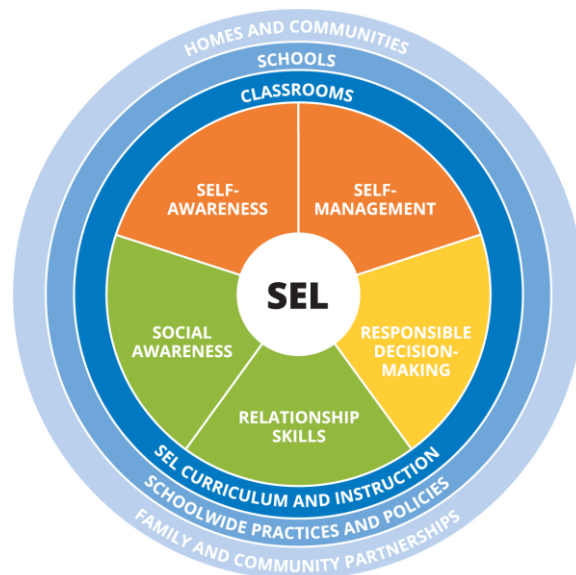 HOMES AND COMMUNITIES
SCHOOLS
CLASSROOMS
SELF-
AWARENESS
SELF-
MANAGEMENT
SEL
SOCIAL
AWARENESS
RESPONSIBLE
DECISION-
MAKING
RELATIONSHIP
SKILLS
SEL CURRICULUM AND INSTRUCTION
SCHOOLWIDE PRACTICES AND POLICIES
FAMILY AND COMMUNITY PARTNERSHIPS